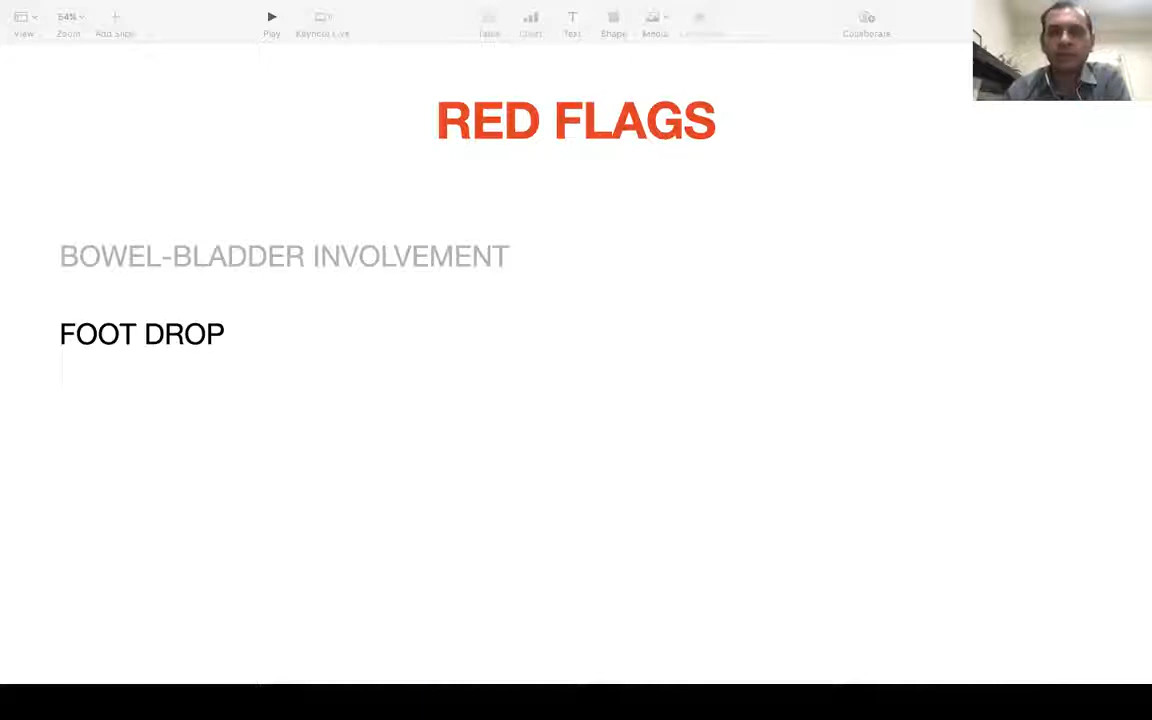 View 54% Zoom Add Slide Play Keynote Live Table Chart Text Shape Media Collaborate
RED FLAGS
BOWEL-BLADDER INVOLVEMENT
FOOT DROP